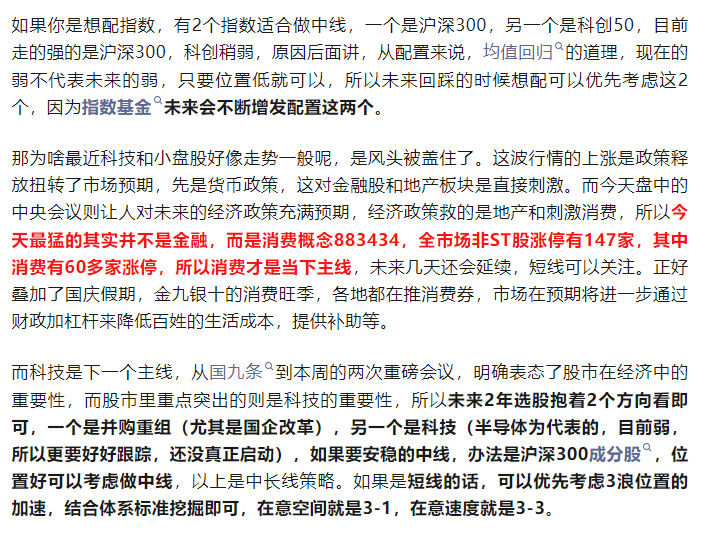 如果你是想配指数，有2个指数适合做中线，一个是沪深300，另一个是科创50，目前
走的强的是沪深300，科创稍弱，原因后面讲，从配置来说，均值回归的道理，现在的
弱不代表未来的弱，只要位置低就可以，所以未来回踩的时候想配可以优先考虑这2
个，因为指数基金未来会不断增发配置这两个。
那为啥最近科技和小盘股好像走势一般呢，是风头被盖住了。这波行情的上涨是政策释
放扭转了市场预期，先是货币政策，这对金融股和地产板块是直接刺激。而今天盘中的
中央会议则让人对未来的经济政策充满预期，经济政策救的是地产和刺激消费，所以今
天最猛的其实并不是金融，而是消费概念883434，全市场非ST股涨停有147家，其中
消费有60多家涨停，所以消费才是当下主线，未来几天还会延续，短线可以关注。正好
叠加了国庆假期，金九银十的消费旺季，各地都在推消费券，市场在预期将进一步通过
财政加杠杆来降低百姓的生活成本，提供补助等。
而科技是下一个主线，从国九条到本周的两次重磅会议，明确表态了股市在经济中的
重要性，而股市里重点突出的则是科技的重要性，所以未来2年选股抱着2个方向看即
可，一个是并购重组（尤其是国企改革），另一个是科技（半导体为代表的，目前弱，
所以更要好好跟踪，还没真正启动），如果要安稳的中线，办法是沪深300成分股，位
置好可以考虑做中线，以上是中长线策略。如果是短线的话，可以优先考虑3浪位置的
加速，结合体系标准挖掘即可，在意空间就是3-1，在意速度就是3-3。